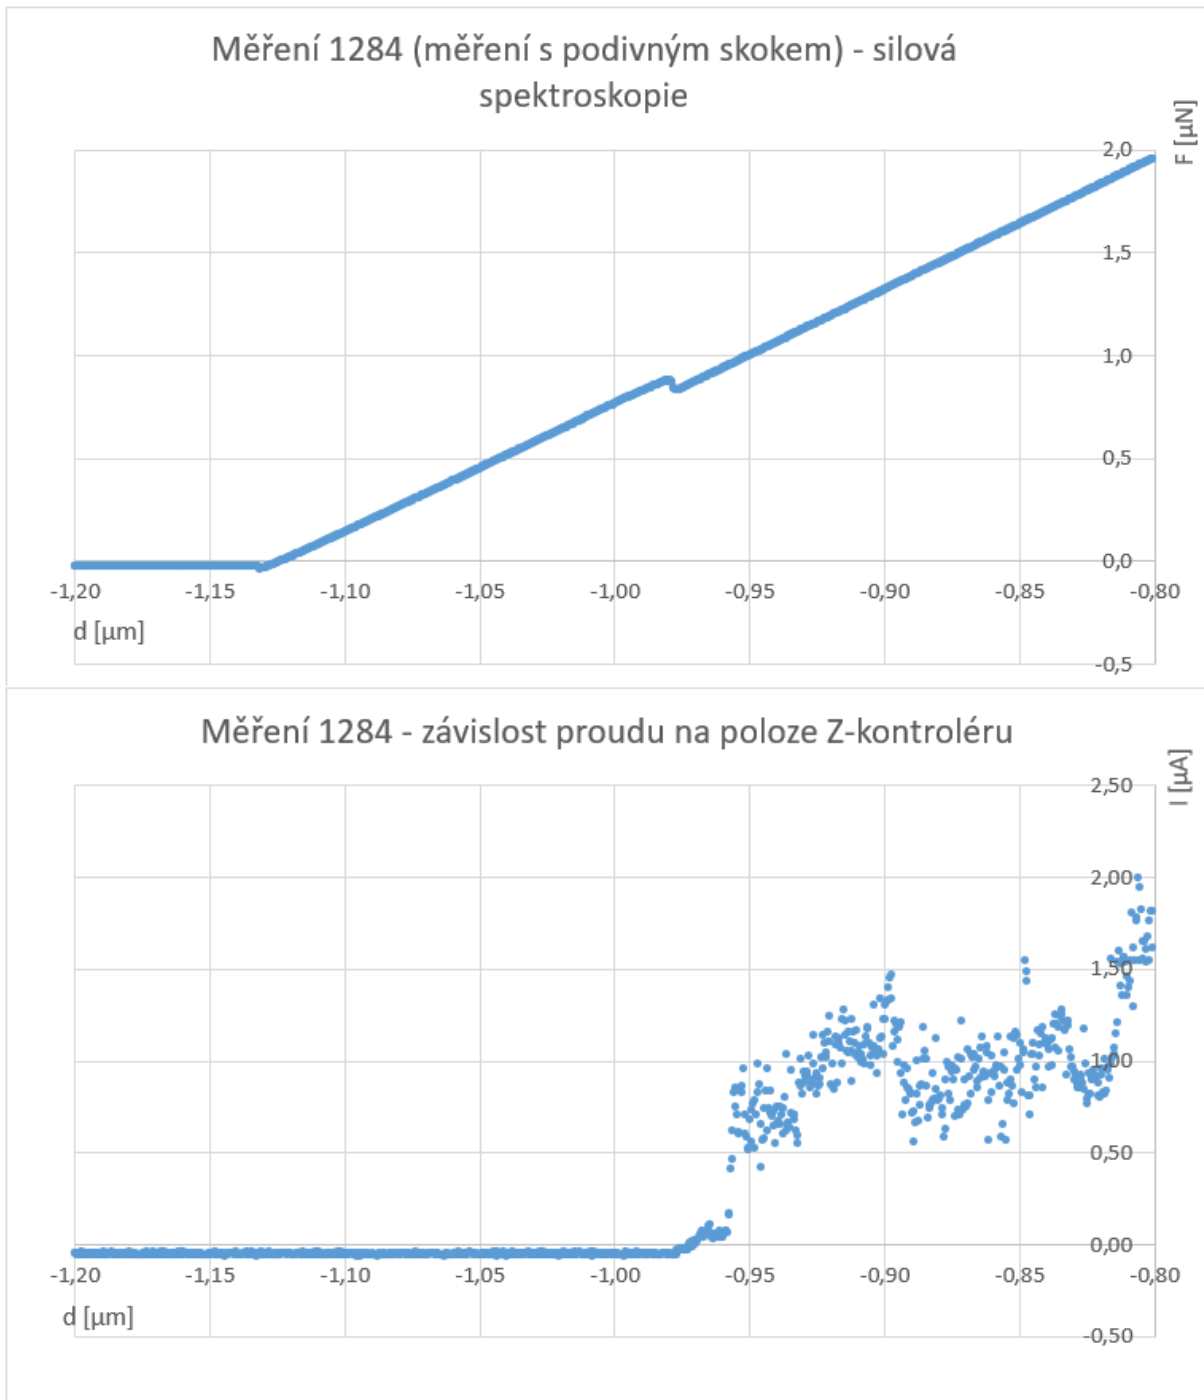 Měření 1284 (měření s podivným skokem) - silová
spektroskopie
F [µN]
2,0
1,5
1,0
0,5
0,0
-1,20 -1,15 -1,10 -1,05 -1,00 -0,95 -0,90 -0,85 -0,80
d [µm]
-0,5
Měření 1284 - závislost proudu na poloze Z-kontroléru
I [µA]
2,50
2,00
1,50
1,00
0,50
0,00
-1,20 -1,15 -1,10 -1,05 -1,00 -0,95 -0,90 -0,85 -0,80
d [µm]
-0,50